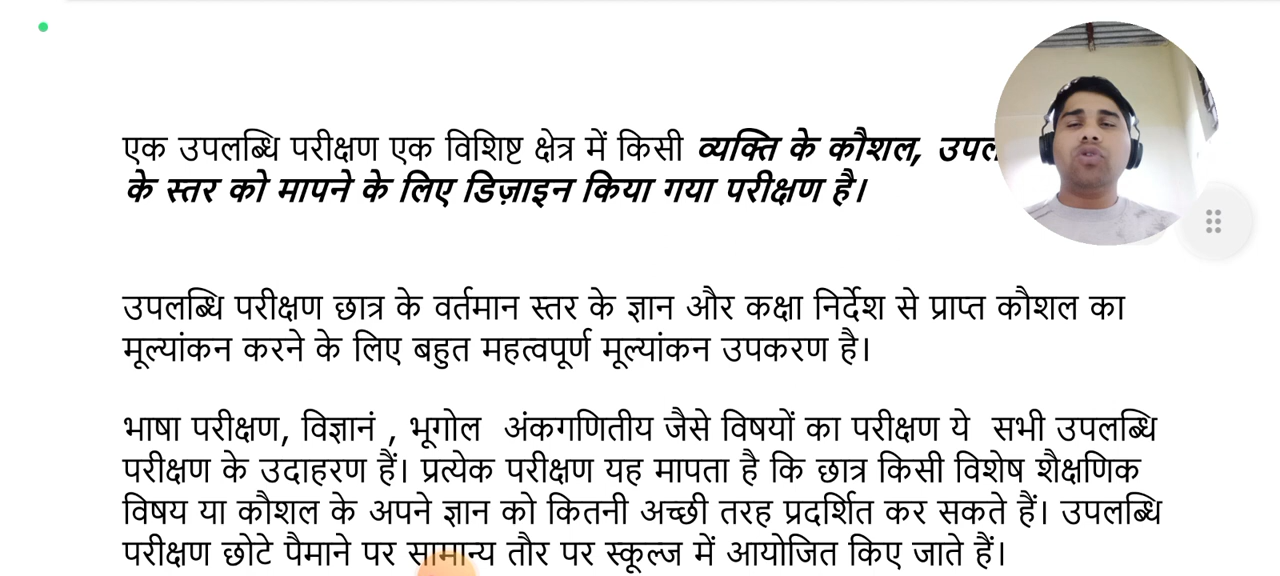 एक उपलब्धि परीक्षण एक विशिष्ट क्षेत्र में किसी व्यक्ति के कौशल,
के स्तर को मापने के लिए डिज़ाइन किया गया परीक्षण है।
उपलब्धि परीक्षण छात्र के वर्तमान स्तर के ज्ञान और कक्षा निर्देश से प्राप्त कौशल का
मूल्यांकन करने के लिए बहुत महत्वपूर्ण मूल्यांकन उपकरण है।
भाषा परीक्षण, विज्ञानं , भूगोल अंकगणितीय जैसे विषयों का परीक्षण ये सभी उपलब्धि
परीक्षण के उदाहरण हैं। प्रत्येक परीक्षण यह मापता है कि छात्र किसी विशेष शैक्षणिक
विषय या कौशल के अपने ज्ञान को कितनी अच्छी तरह प्रदर्शित कर सकते हैं। उपलब्धि
परीक्षण छोटे पैमाने पर सामान्य तौर पर स्कूल्ज में आयोजित किए जाते हैं।